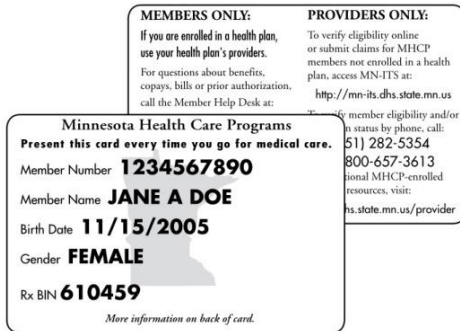 MEMBERS ONLY:
If you are enrolled in a health plan,
use your health plan's providers.
For questions about benefits,
copays, bills or prior authorization,
call the Member Help Desk at:
PROVIDERS ONLY:
To verify eligibility online
or submit claims for MHCP
members not enrolled in a health
plan, access MN-ITS at:
http://mn-its.dhs.state.mn.us
member eligibility and/or
status by phone, call:
51) 282-5354
800-657-3613
MHCP-enrolled
resources, visit:
hs.state.mn.us/provider
Minnesota Health Care Programs
Present this card every time you go for medical care.
Member Number 1234567890
Member Name JANE A DOE
Birth Date 11/15/2005
Gender FEMALE
Rx BIN 610459
More information on back of card.